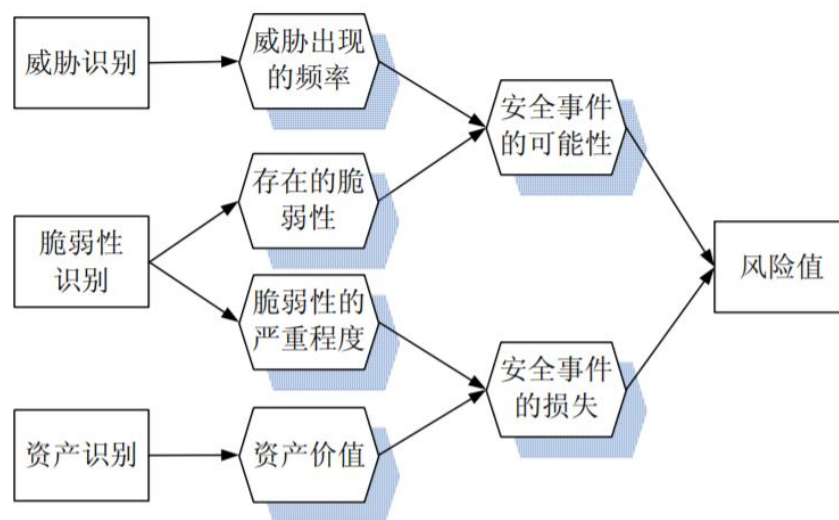 威胁识别
威胁出现
的频率
安全事件
的可能性
存在的脆
弱性
脆弱性
识别
脆弱性的
严重程度
风险值
安全事件
的损失
资产识别
资产价值